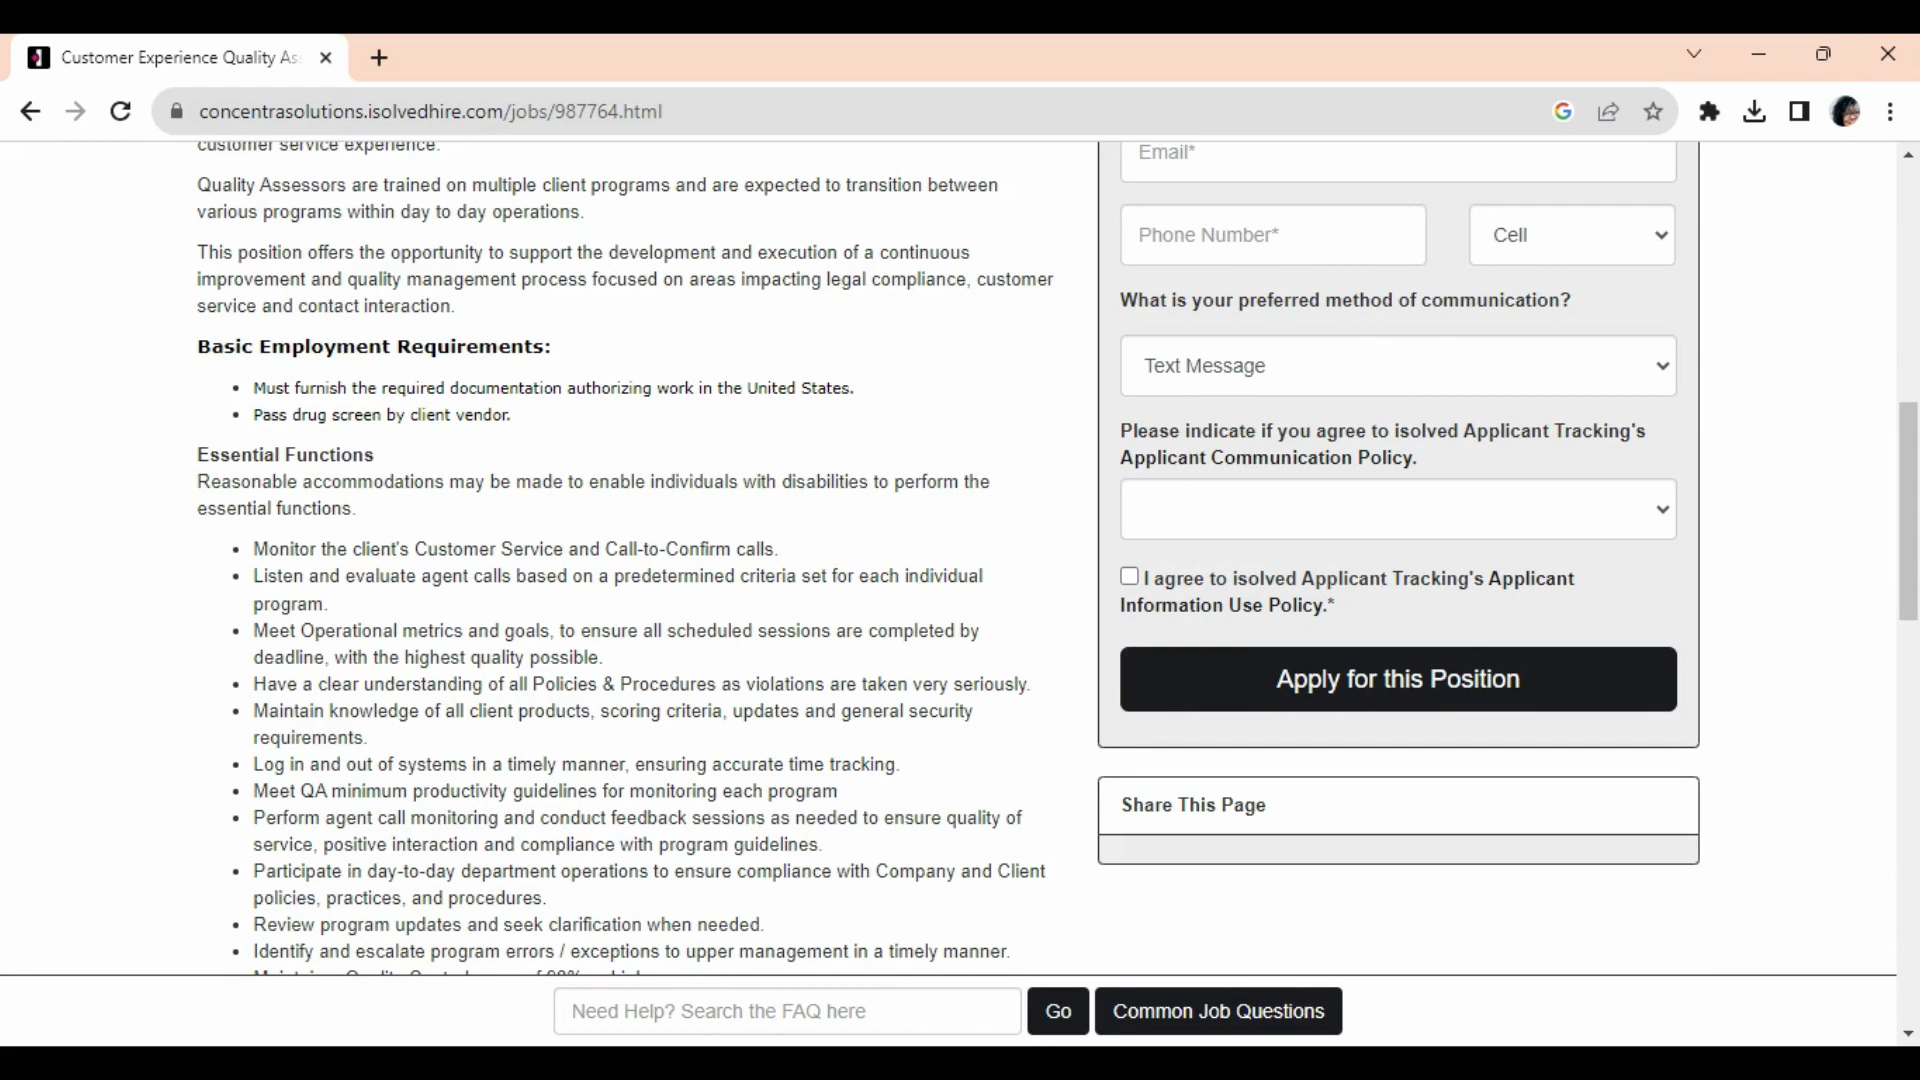 Customer Experience Quality As
concentrasolutions.isolvedhire.com/jobs/987764.html
customer service experience.
Quality Assessors are trained on multiple client programs and are expected to transition between
various programs within day to day operations.
This position offers the opportunity to support the development and execution of a continuous
improvement and quality management process focused on areas impacting legal compliance, customer
service and contact interaction.
Basic Employment Requirements:
• Must furnish the required documentation authorizing work in the United States.
• Pass drug screen by client vendor.
Essential Functions
Reasonable accommodations may be made to enable individuals with disabilities to perform the
essential functions.
• Monitor the client's Customer Service and Call-to-Confirm calls.
• Listen and evaluate agent calls based on a predetermined criteria set for each individual
program.
• Meet Operational metrics and goals, to ensure all scheduled sessions are completed by
deadline, with the highest quality possible.
• Have a clear understanding of all Policies & Procedures as violations are taken very seriously.
• Maintain knowledge of all client products, scoring criteria, updates and general security
requirements.
• Log in and out of systems in a timely manner, ensuring accurate time tracking.
• Meet QA minimum productivity guidelines for monitoring each program
• Perform agent call monitoring and conduct feedback sessions as needed to ensure quality of
service, positive interaction and compliance with program guidelines.
• Participate in day-to-day department operations to ensure compliance with Company and Client
policies, practices, and procedures.
• Review program updates and seek clarification when needed.
• Identify and escalate program errors / exceptions to upper management in a timely manner.
Email*
Phone Number*
Cell
What is your preferred method of communication?
Text Message
Please indicate if you agree to isolved Applicant Tracking's
Applicant Communication Policy.
I agree to isolved Applicant Tracking's Applicant
Information Use Policy.*
Apply for this Position
Share This Page
Need Help? Search the FAQ here
Go
Common Job Questions